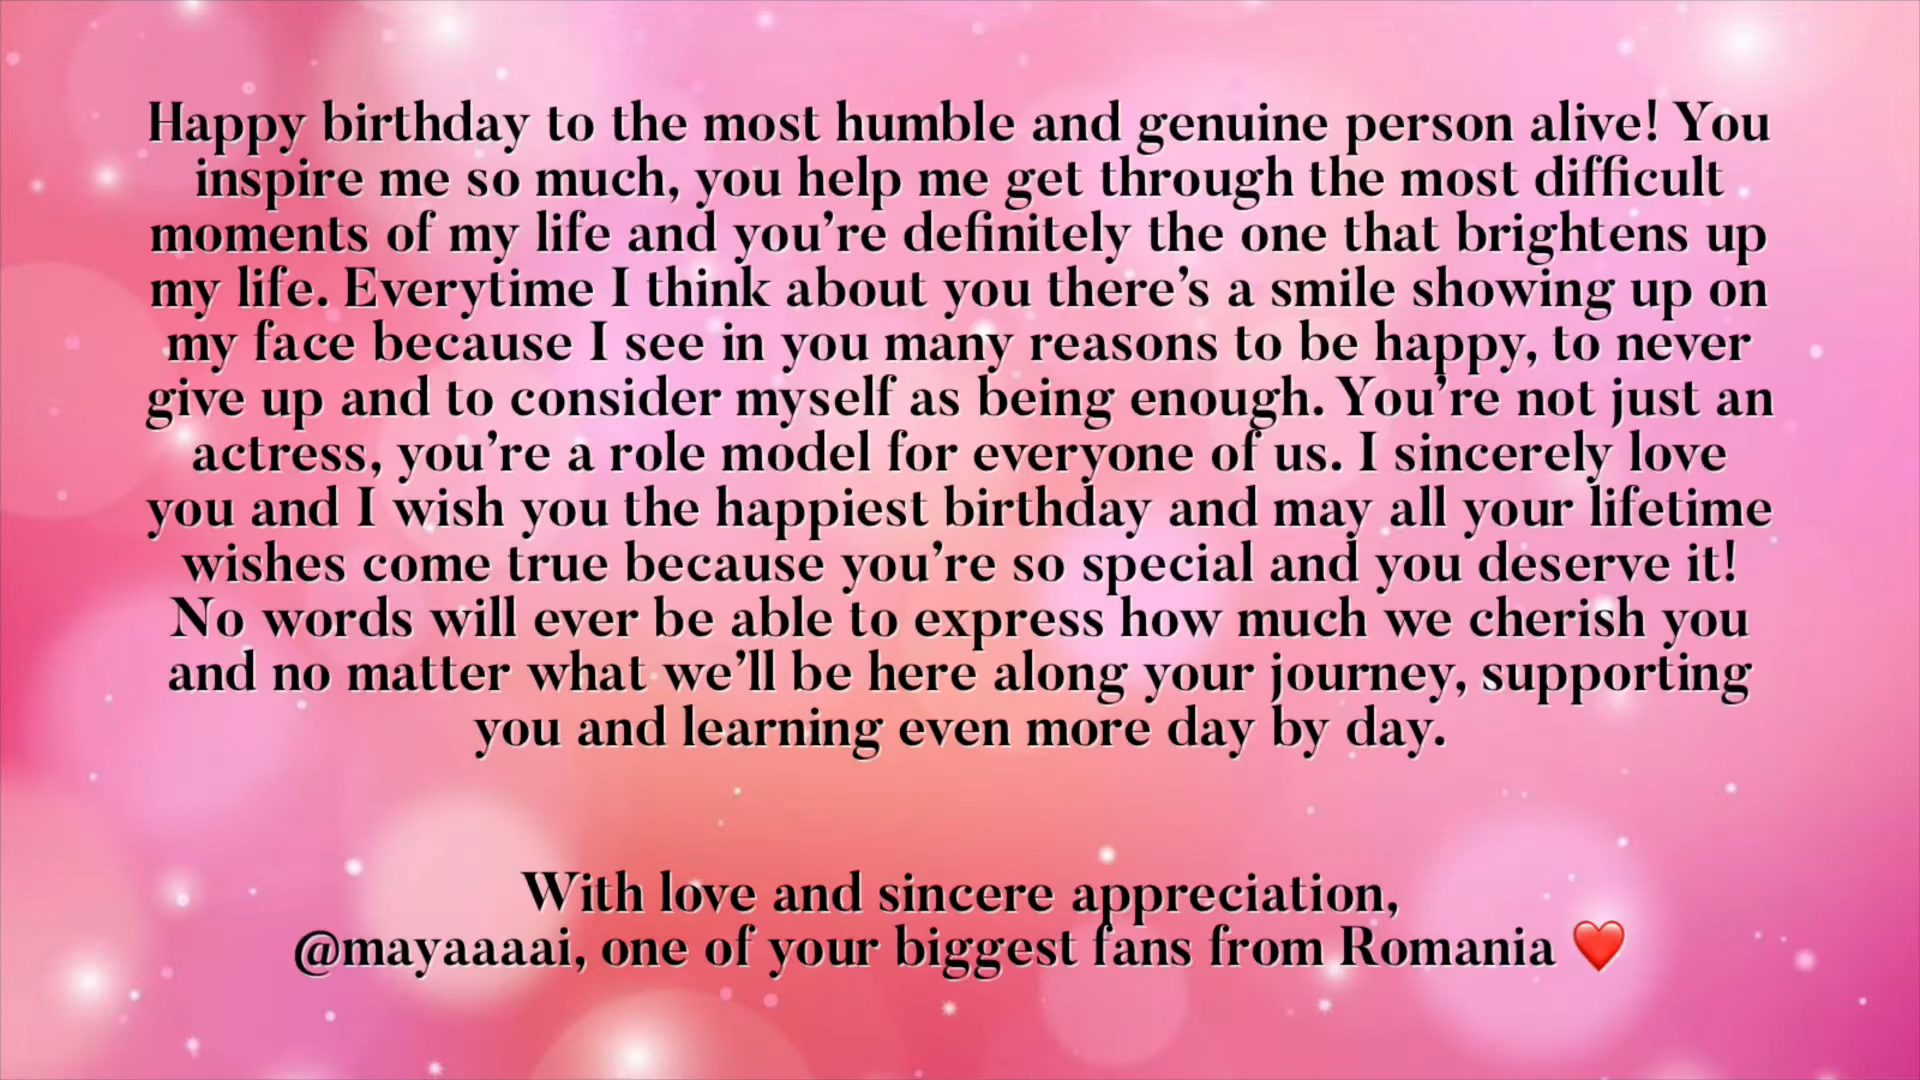 Happy birthday to the most humble and genuine person alive! You
inspire me so much, you help me get through the most difficult
moments of my life and you’re definitely the one that brightens up
my life. Everytime I think about you there’s a smile showing up on
my face because I see in you many reasons to be happy, to never
give up and to consider myself as being enough. You’re not just an
actress, you’re a role model for everyone of us. I sincerely love
you and I wish you the happiest birthday and may all your lifetime
wishes come true because you’re so special and you deserve it!
No words will ever be able to express how much we cherish you
and no matter what we’ll be here along your journey, supporting
you and learning even more day by day.
With love and sincere appreciation,
@mayaaaai, one of your biggest fans from Romania ❤️